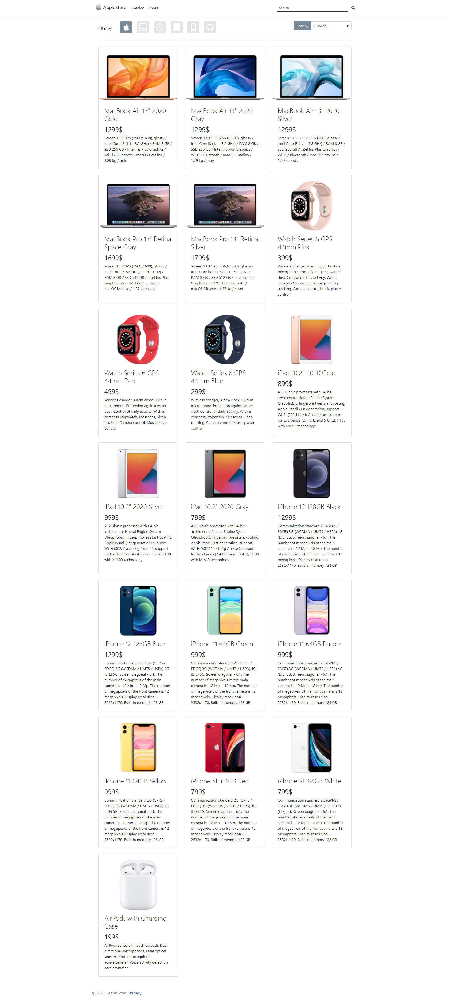 AppleStore Catalog About Search
Filter by: Sort by Choose...
MacBook Air 13" 2020
Gold
1299$
Screen 13.3 "IPS (2560x1600), glossy /
Intel Core i3 (1.1 - 3.2 GHz) / RAM 8 GB /
SSD 256 GB / Intel Iris Plus Graphics /
Wi-Fi / Bluetooth / macOS Catalina /
1.29 kg / gold
MacBook Air 13" 2020
Gray
1299$
Screen 13.3 "IPS (2560x1600), glossy /
Intel Core i3 (1.1 - 3.2 GHz) / RAM 8 GB /
SSD 256 GB / Intel Iris Plus Graphics /
Wi-Fi / Bluetooth / macOS Catalina /
1.29 kg / gray
MacBook Air 13" 2020
Silver
1299$
Screen 13.3 "IPS (2560x1600), glossy /
Intel Core i3 (1.1 - 3.2 GHz) / RAM 8 GB /
SSD 256 GB / Intel Iris Plus Graphics /
Wi-Fi / Bluetooth / macOS Catalina /
1.29 kg / silver
MacBook Pro 13" Retina
Space Gray
1699$
Screen 13.3 "IPS (2560x1600), glossy /
Intel Core i5-8279U (2.4 - 4.1 GHz) /
RAM 8 GB / SSD 512 GB / Intel Iris Plus
Graphics 655 / Wi-Fi / Bluetooth /
macOS Mojave / 1.37 kg / gray
MacBook Pro 13" Retina
Silver
1799$
Screen 13.3 "IPS (2560x1600), glossy /
Intel Core i5-8279U (2.4 - 4.1 GHz) /
RAM 8 GB / SSD 512 GB / Intel Iris Plus
Graphics 655 / Wi-Fi / Bluetooth /
macOS Mojave / 1.37 kg / silver
Watch Series 6 GPS
44mm Pink
399$
Wireless charger, Alarm clock, Built-in
microphone, Protection against water,
dust, Control of daily activity, With a
compass Stopwatch, Messages, Sleep
tracking, Camera control, Music player
control
Watch Series 6 GPS
44mm Red
499$
Wireless charger, Alarm clock, Built-in
microphone, Protection against water,
dust, Control of daily activity, With a
compass Stopwatch, Messages, Sleep
tracking, Camera control, Music player
control
Watch Series 6 GPS
44mm Blue
299$
Wireless charger, Alarm clock, Built-in
microphone, Protection against water,
dust, Control of daily activity, With a
compass Stopwatch, Messages, Sleep
tracking, Camera control, Music player
control
iPad 10.2" 2020 Gold
899$
A12 Bionic processor with 64-bit
architecture Neural Engine System
Oleophobic, fingerprint-resistant coating
Apple Pencil (1st generation) support
Wi-Fi (802.11a / b / g / n / ac); support
for two bands (2.4 GHz and 5 GHz); HT80
with MIMO technology
iPad 10.2" 2020 Silver
999$
A12 Bionic processor with 64-bit
architecture Neural Engine System
Oleophobic, fingerprint-resistant coating
Apple Pencil (1st generation) support
Wi-Fi (802.11a / b / g / n / ac); support
for two bands (2.4 GHz and 5 GHz); HT80
with MIMO technology
iPad 10.2" 2020 Gray
799$
A12 Bionic processor with 64-bit
architecture Neural Engine System
Oleophobic, fingerprint-resistant coating
Apple Pencil (1st generation) support
Wi-Fi (802.11a / b / g / n / ac); support
for two bands (2.4 GHz and 5 GHz); HT80
with MIMO technology
iPhone 12 128GB Black
1299$
Communication standard 2G (GPRS /
EDGE) 3G (WCDMA / UMTS / HSPA) 4G
(LTE) 5G. Screen diagonal - 6.1. The
number of megapixels of the main
camera is -12 Mp + 12 Mp. The number
of megapixels of the front camera is 12
megapixels. Display resolution -
2532x1170. Built-in memory 128 GB
iPhone 12 128GB Blue
1299$
Communication standard 2G (GPRS /
EDGE) 3G (WCDMA / UMTS / HSPA) 4G
(LTE) 5G. Screen diagonal - 6.1. The
number of megapixels of the main
camera is -12 Mp + 12 Mp. The number
of megapixels of the front camera is 12
megapixels. Display resolution -
2532x1170. Built-in memory 128 GB
iPhone 11 64GB Green
999$
Communication standard 2G (GPRS /
EDGE) 3G (WCDMA / UMTS / HSPA) 4G
(LTE) 5G. Screen diagonal - 6.1. The
number of megapixels of the main
camera is -12 Mp + 12 Mp. The number
of megapixels of the front camera is 12
megapixels. Display resolution -
2532x1170. Built-in memory 128 GB
iPhone 11 64GB Purple
999$
Communication standard 2G (GPRS /
EDGE) 3G (WCDMA / UMTS / HSPA) 4G
(LTE) 5G. Screen diagonal - 6.1. The
number of megapixels of the main
camera is -12 Mp + 12 Mp. The number
of megapixels of the front camera is 12
megapixels. Display resolution -
2532x1170. Built-in memory 128 GB
iPhone 11 64GB Yellow
999$
Communication standard 2G (GPRS /
EDGE) 3G (WCDMA / UMTS / HSPA) 4G
(LTE) 5G. Screen diagonal - 6.1. The
number of megapixels of the main
camera is -12 Mp + 12 Mp. The number
of megapixels of the front camera is 12
megapixels. Display resolution -
2532x1170. Built-in memory 128 GB
iPhone SE 64GB Red
799$
Communication standard 2G (GPRS /
EDGE) 3G (WCDMA / UMTS / HSPA) 4G
(LTE) 5G. Screen diagonal - 6.1. The
number of megapixels of the main
camera is -12 Mp + 12 Mp. The number
of megapixels of the front camera is 12
megapixels. Display resolution -
2532x1170. Built-in memory 128 GB
iPhone SE 64GB White
799$
Communication standard 2G (GPRS /
EDGE) 3G (WCDMA / UMTS / HSPA) 4G
(LTE) 5G. Screen diagonal - 6.1. The
number of megapixels of the main
camera is -12 Mp + 12 Mp. The number
of megapixels of the front camera is 12
megapixels. Display resolution -
2532x1170. Built-in memory 128 GB
AirPods with Charging
Case
199$
AirPods sensors (in each earbud), Dual
directional microphones, Dual optical
sensors, Motion recognition
accelerometer, Voice activity detection
accelerometer
© 2020 - AppleStore - Privacy